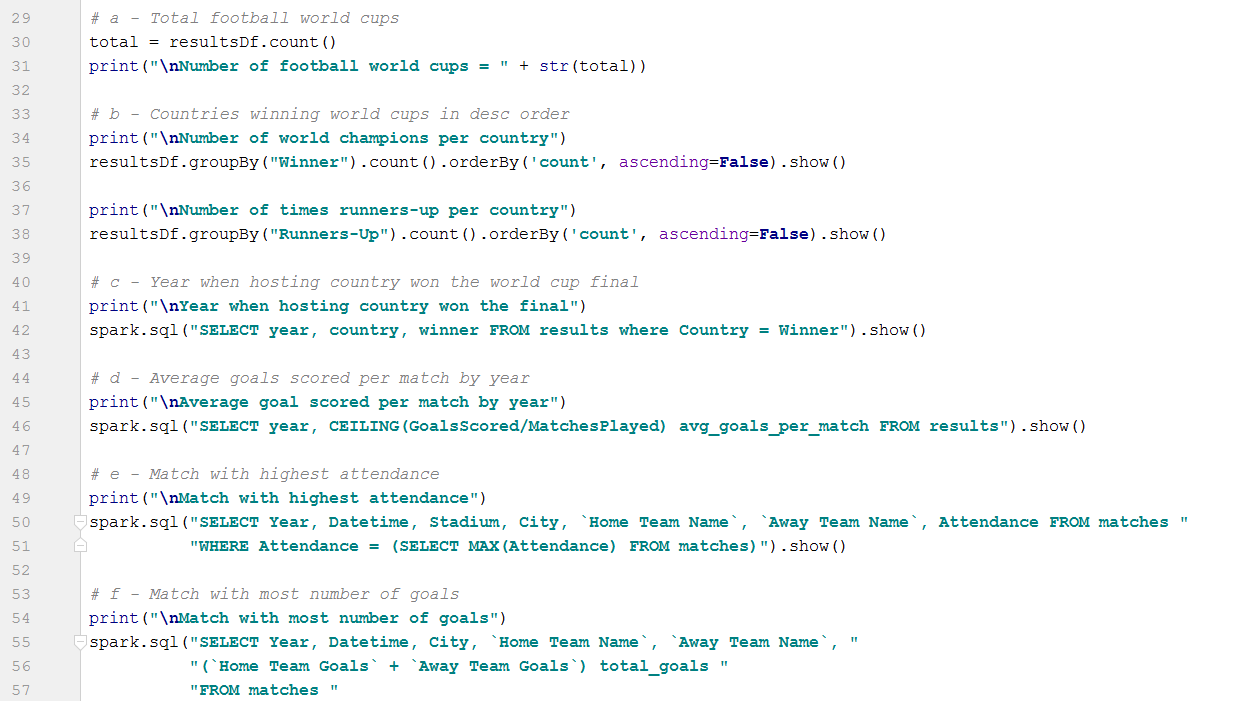 29 # a - Total football world cups
30 total = resultsDf.count()
31 print("\nNumber of football world cups = " + str(total))
32
33 # b - Countries winning world cups in desc order
34 print("\nNumber of world champions per country")
35 resultsDf.groupBy("Winner").count().orderBy('count', ascending=False).show()
36
37 print("\nNumber of times runners-up per country")
38 resultsDf.groupBy("Runners-Up").count().orderBy('count', ascending=False).show()
39
40 # c - Year when hosting country won the world cup final
41 print("\nYear when hosting country won the final")
42 spark.sql("SELECT year, country, winner FROM results where Country = Winner").show()
43
44 # d - Average goals scored per match by year
45 print("\nAverage goal scored per match by year")
46 spark.sql("SELECT year, CEILING(GoalsScored/MatchesPlayed) avg_goals_per_match FROM results").show()
47
48 # e - Match with highest attendance
49 print("\nMatch with highest attendance")
50 spark.sql("SELECT Year, Datetime, Stadium, City, `Home Team Name`, `Away Team Name`, Attendance FROM matches "
51 "WHERE Attendance = (SELECT MAX(Attendance) FROM matches)").show()
52
53 # f - Match with most number of goals
54 print("\nMatch with most number of goals")
55 spark.sql("SELECT Year, Datetime, City, `Home Team Name`, `Away Team Name`, "
56 "(`Home Team Goals` + `Away Team Goals`) total_goals "
57 "FROM matches "